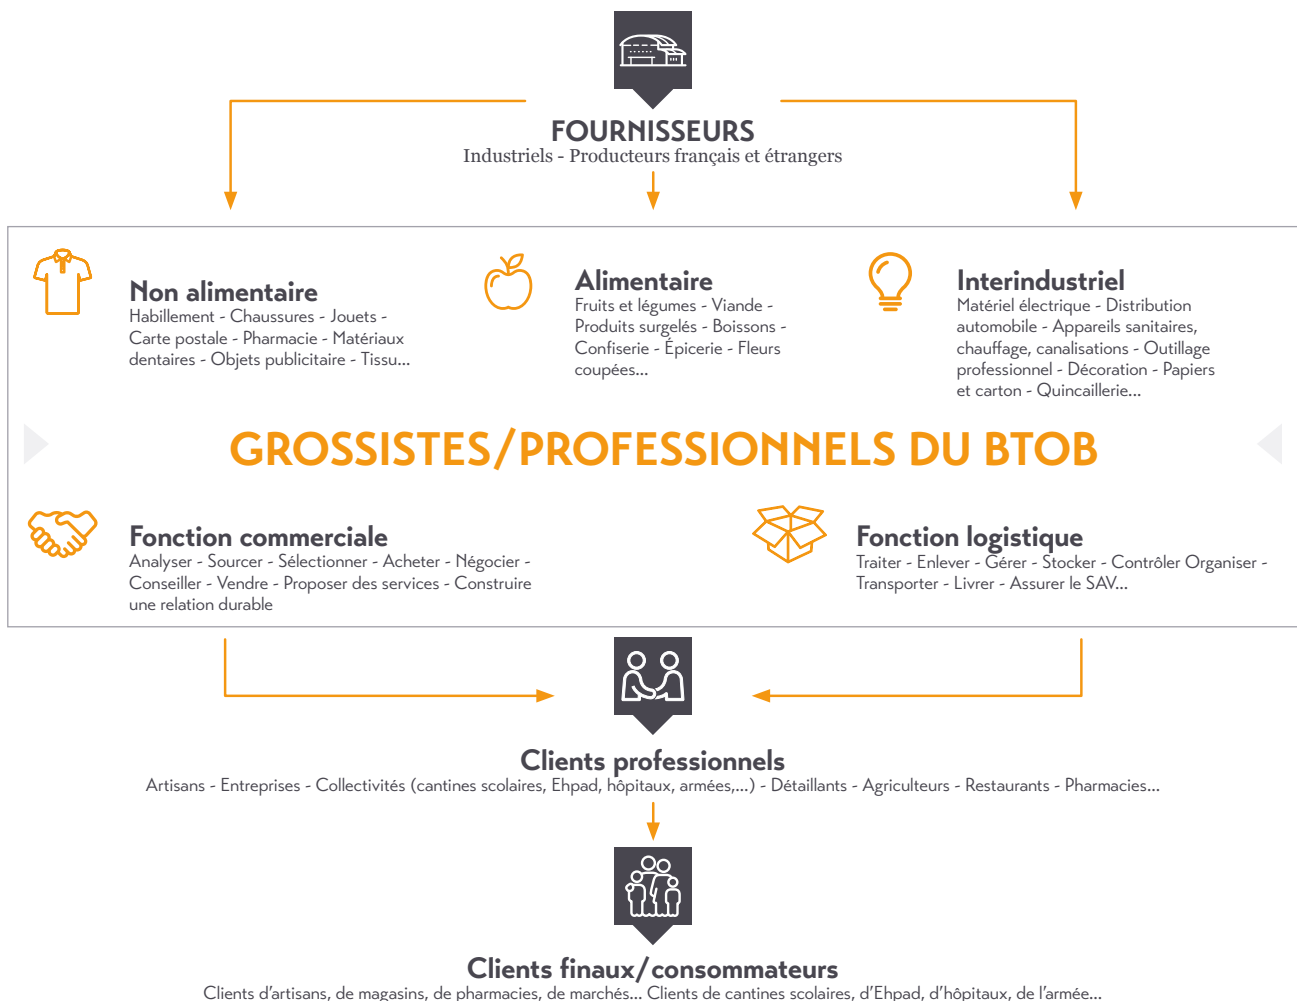 FOURNISSEURS
Industriels - Producteurs français et étrangers
Non alimentaire
Habillement - Chaussures - Jouets -
Carte postale - Pharmacie - Matériaux
dentaires - Objets publicitaire - Tissu...
Alimentaire
Fruits et légumes - Viande -
Produits surgelés - Boissons -
Confiserie - Épicerie - Fleurs
coupées...
Interindustriel
Matériel électrique - Distribution
automobile - Appareils sanitaires,
chauffage, canalisations - Outillage
professionnel - Décoration - Papiers
et carton - Quincaillerie...
GROSSISTES/PROFESSIONNELS DU BTOB
Fonction commerciale
Analyser - Sourcer - Sélectionner - Acheter - Négocier -
Conseiller - Vendre - Proposer des services - Construire
une relation durable
Fonction logistique
Traiter - Enlever - Gérer - Stocker - Contrôler Organiser -
Transporter - Livrer - Assurer le SAV...
Clients professionnels
Artisans - Entreprises - Collectivités (cantines scolaires, Ehpad, hôpitaux, armées,...) - Détaillants - Agriculteurs - Restaurants - Pharmacies...
Clients finaux/consommateurs
Clients d'artisans, de magasins, de pharmacies, de marchés... Clients de cantines scolaires, d'Ehpad, d'hôpitaux, de l'armée...